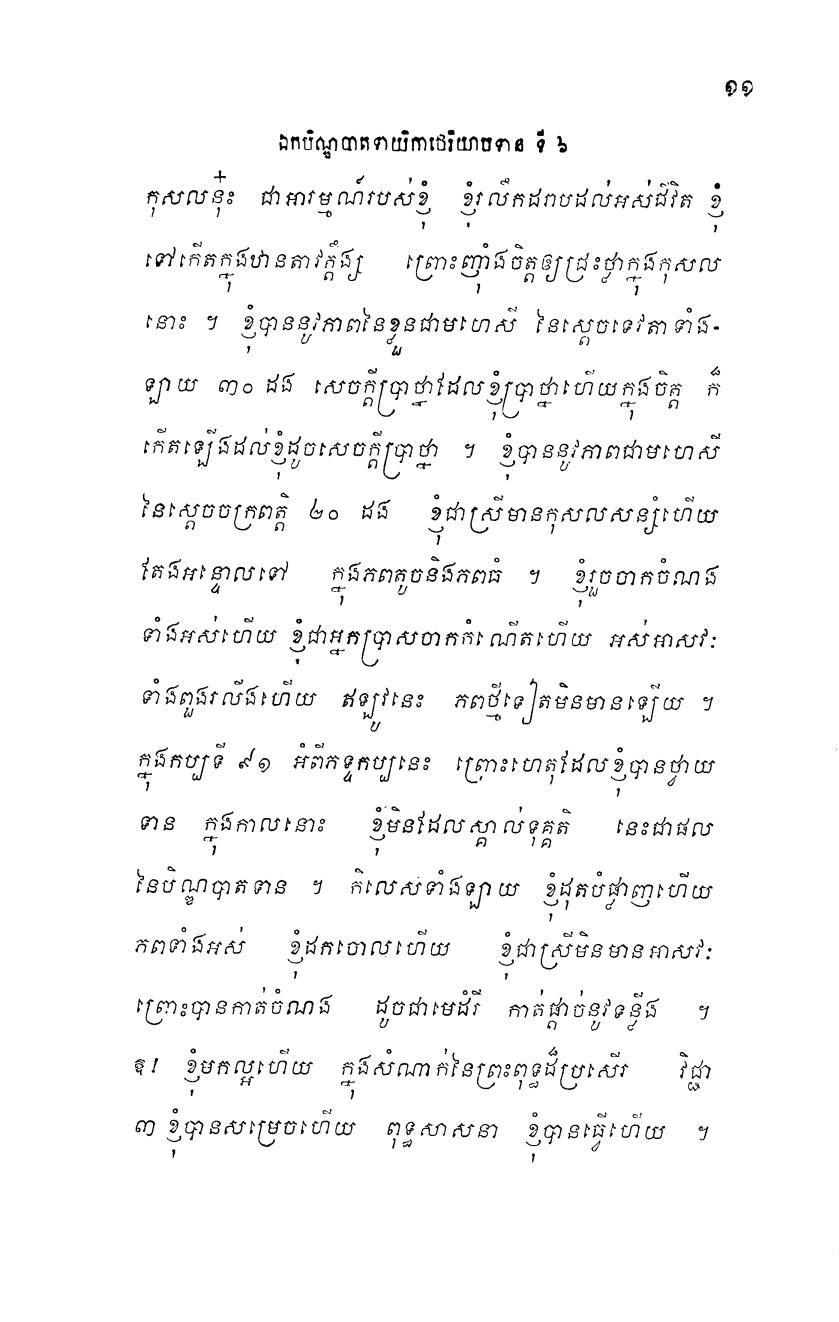 ១១
ឯកបិណ្ឌបាតទាយិកាថេរិយាបទាន ទី ៦
កុសលនុ៎ះ ជាអារម្មណ៍របស់ខ្ញុំ ខ្ញុំរលឹកដរាបដល់អស់ជីវិត ខ្ញុំ
ទៅកើតក្នុងឋានតាវត្តឹង្ស ព្រោះញ៉ាំងចិត្តឲ្យជ្រះថ្លាក្នុងកុសល
នោះ ។ ខ្ញុំបាននូវភាពនៃខ្លួនជាមហេសី នៃស្តេចទេវតាទាំង-
ឡាយ ៣០ ដង សេចក្តីប្រាថ្នាដែលខ្ញុំប្រាថ្នាហើយក្នុងចិត្ត ក៏
កើតឡើងដល់ខ្ញុំដូចសេចក្តីប្រាថ្នា ។ ខ្ញុំបាននូវភាពជាមហេសី
នៃស្តេចចក្រពត្តិ ២០ ដង ខ្ញុំជាស្រីមានកុសលសន្សំហើយ
តែងអន្ទោលទៅ ក្នុងភពតូចនិងភពធំ ។ ខ្ញុំរួចចាកចំណង
ទាំងអស់ហើយ ខ្ញុំជាអ្នកប្រាសចាកកំណើតហើយ អស់អាសវៈ
ទាំងពួងរលីងហើយ ឥឡូវនេះ ភពថ្មីទៀតមិនមានឡើយ ។
ក្នុងកប្បទី ៩១ អំពីភទ្ទកប្បនេះ ព្រោះហេតុដែលខ្ញុំបានថ្វាយ
ទាន ក្នុងកាលនោះ ខ្ញុំមិនដែលស្គាល់ទុគ្គតិ នេះជាផល
នៃបិណ្ឌបាតទាន ។ កិលេសទាំងឡាយ ខ្ញុំដុតបំផ្លាញហើយ
ភពទាំងអស់ ខ្ញុំដកចោលហើយ ខ្ញុំជាស្រីមិនមានអាសវៈ
ព្រោះបានកាត់ចំណង ដូចជាមេដំរី កាត់ផ្តាច់នូវទន្លីង ។
ឱ! ខ្ញុំមកល្អហើយ ក្នុងសំណាក់នៃព្រះពុទ្ធដ៏ប្រសើរ វិជ្ជា
៣ ខ្ញុំបានសម្រេចហើយ ពុទ្ធសាសនា ខ្ញុំបានធ្វើហើយ ។